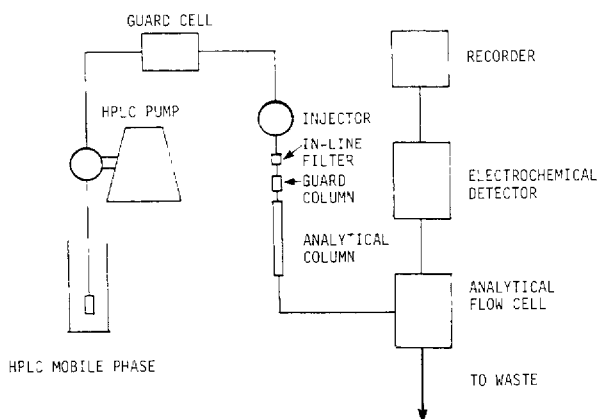 GUARD CELL
HPLC PUMP
RECORDER
INJECTOR
IN-LINE
FILTER
GUARD
COLUMN
ELECTROCHEMICAL
DETECTOR
ANALYTICAL
COLUMN
ANALYTICAL
FLOW CELL
HPLC MOBILE PHASE
TO WASTE